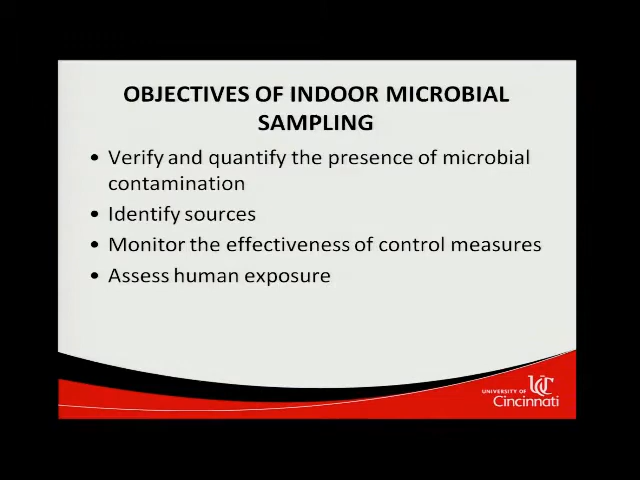 OBJECTIVES OF INDOOR MICROBIAL
SAMPLING
• Verify and quantify the presence of microbial
contamination
• Identify sources
• Monitor the effectiveness of control measures
• Assess human exposure
UNIVERSITY OF
Cincinnati